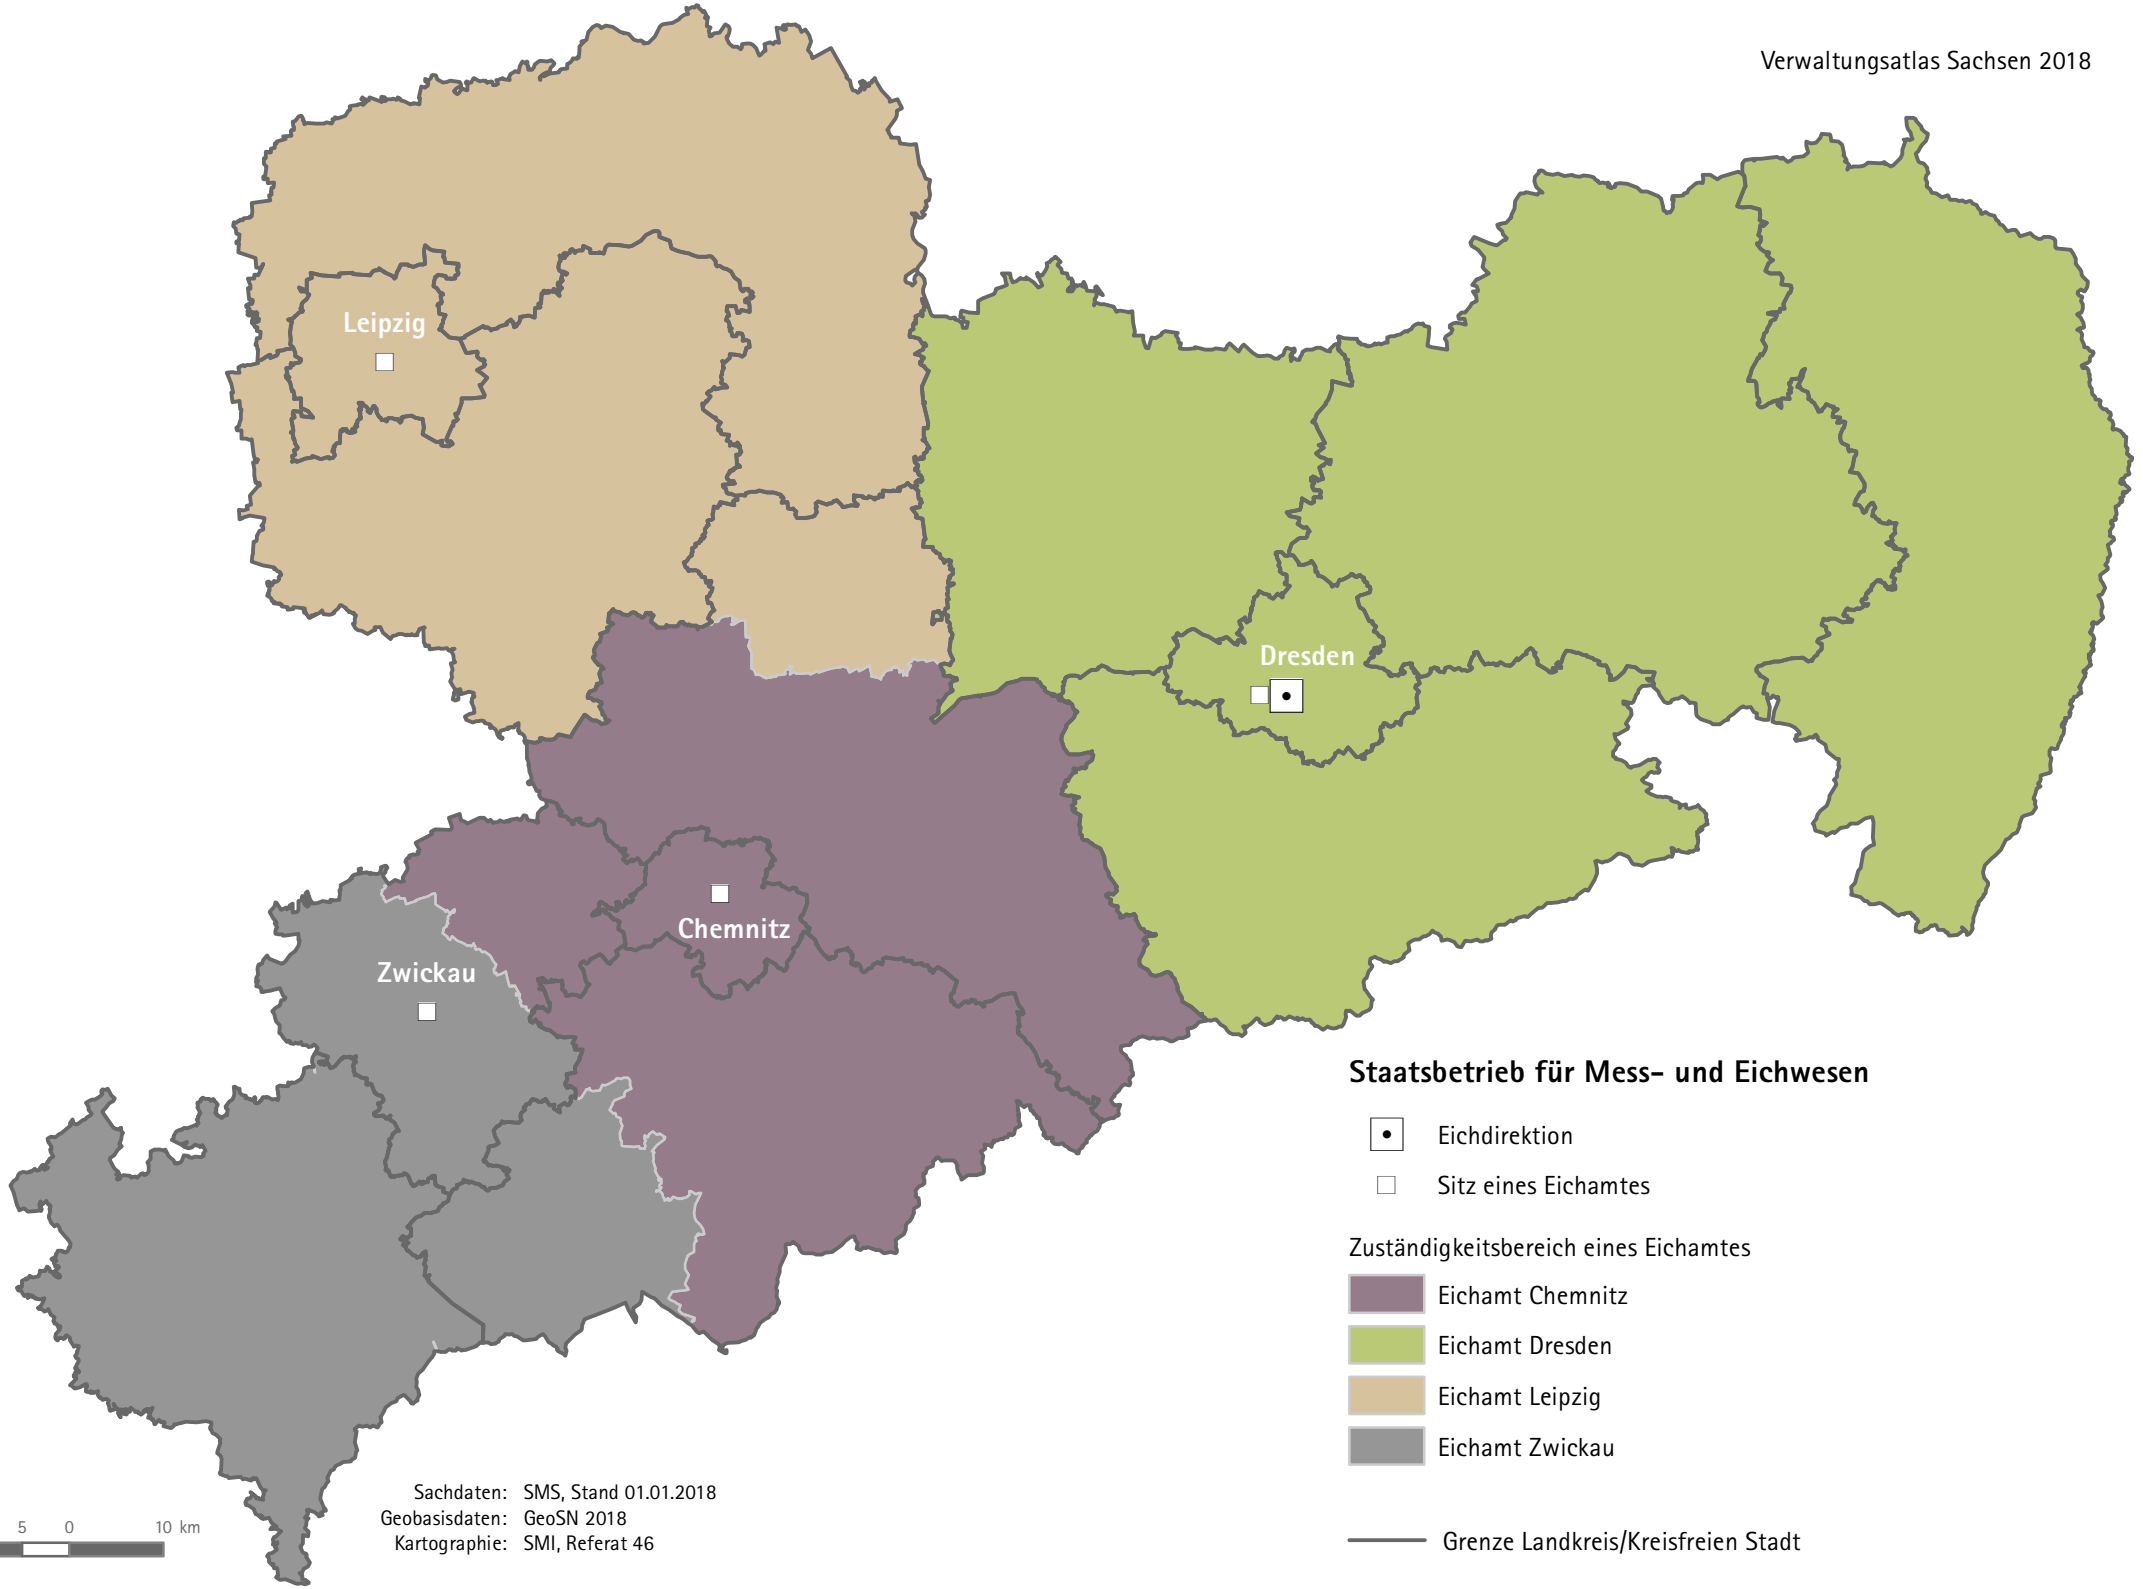 Verwaltungsatlas Sachsen 2018
Leipzig
Dresden
Chemnitz
Zwickau
Staatsbetrieb für Mess- und Eichwesen
Eichdirektion
Sitz eines Eichamtes
Zuständigkeitsbereich eines Eichamtes
Eichamt Chemnitz
Eichamt Dresden
Eichamt Leipzig
Eichamt Zwickau
Grenze Landkreis/Kreisfreien Stadt
Sachdaten: SMS, Stand 01.01.2018
Geobasisdaten: GeoSN 2018
Kartographie: SMI, Referat 46
5 0 10 km